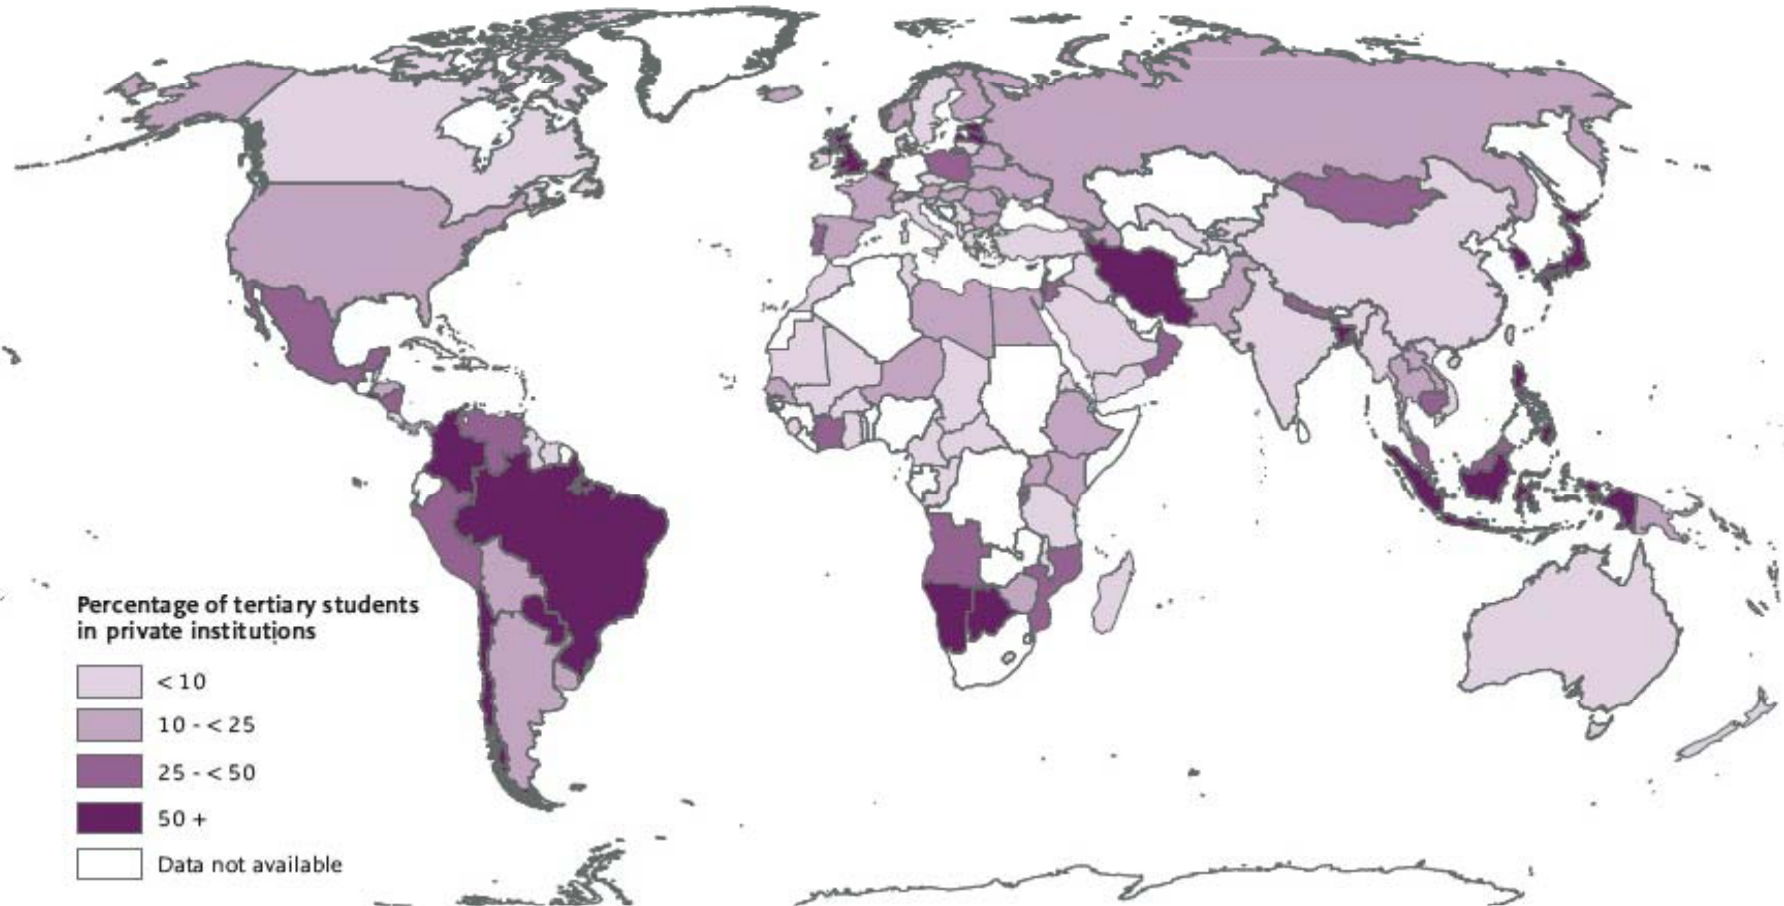 Percentage of tertiary students
in private institutions
< 10
10 - < 25
25 - < 50
50 +
Data not available